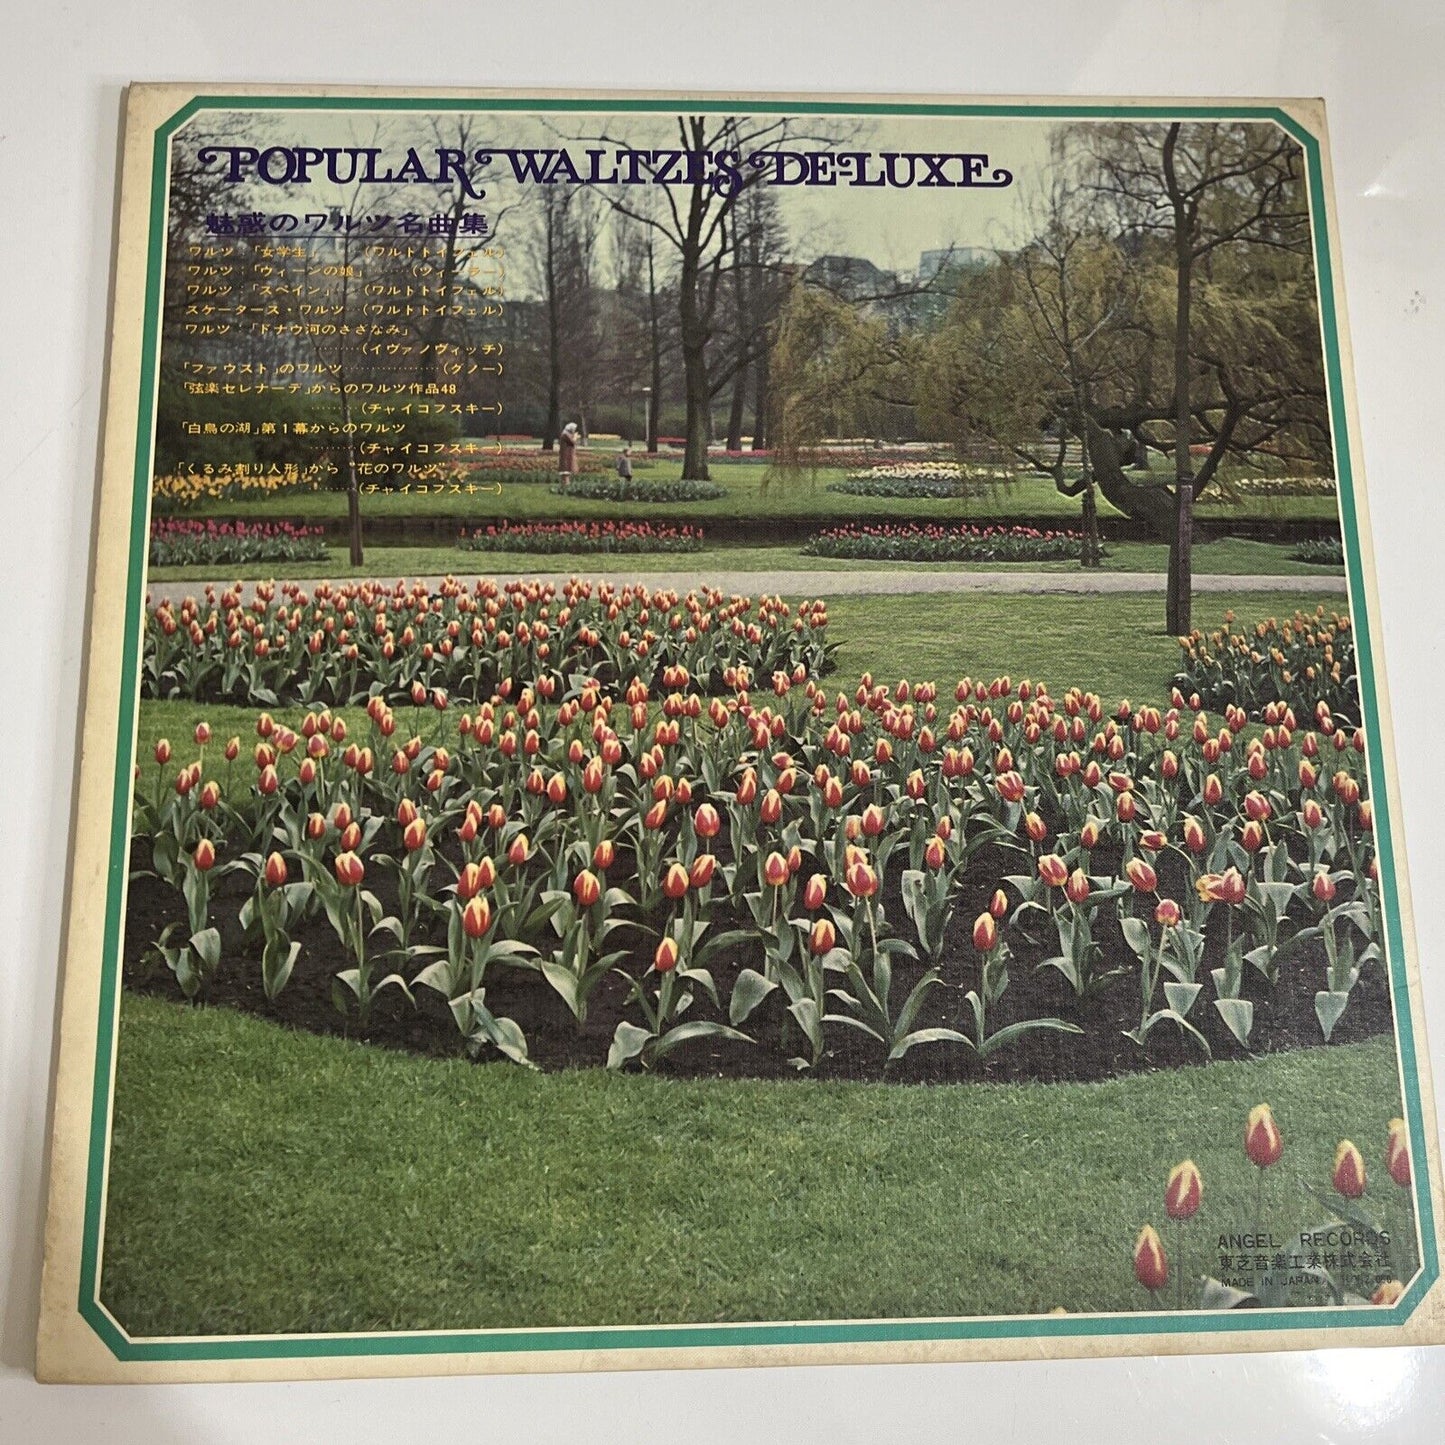 POPULAR WALTZES DE-LUXE
魅惑のワルツ名曲集
ワルツ：「女学生」……(ワルトトイフェル)
ワルツ：「ウィーンの娘」……(ツィーラー)
ワルツ：「スペイン」……(ワルトトイフェル)
スケータース・ワルツ…(ワルトトイフェル)
ワルツ：「ドナウ河のさざなみ」
………(イヴァノヴィッチ)
「ファウスト」のワルツ………………(グノー)
「弦楽セレナーデ」からのワルツ作品48
………(チャイコフスキー)
「白鳥の湖」第1幕からのワルツ
………(チャイコフスキー)
「くるみ割り人形」から "花のワルツ"
………(チャイコフスキー)
ANGEL RECORDS
東芝音楽工業株式会社
MADE IN JAPAN